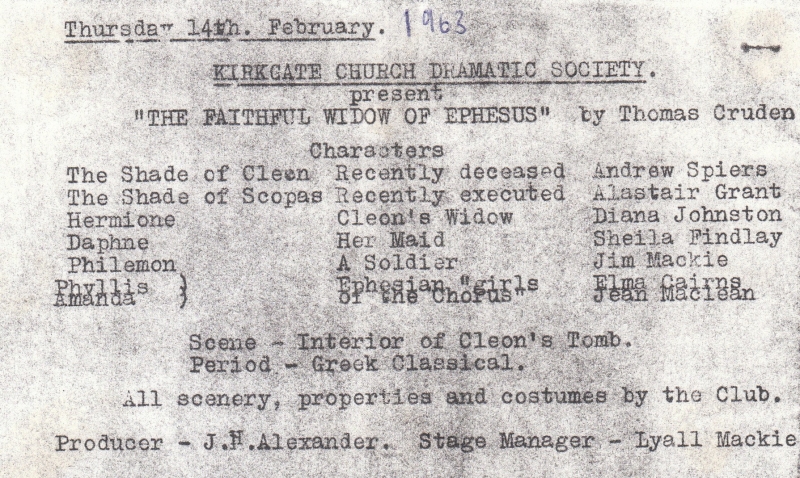 Thursday 14th. February. 1963
KIRKGATE CHURCH DRAMATIC SOCIETY.
present
"THE FAITHFUL WIDOW OF EPHESUS" by Thomas Cruden
Characters
The Shade of Cleon Recently deceased Andrew Spiers
The Shade of Scopas Recently executed Alastair Grant
Hermione Cleon's Widow Diana Johnston
Daphne Her Maid Sheila Findlay
Philemon A Soldier Jim Mackie
Phyllis } Ephesian "girls Elma Cairns
Amanda } of the Chorus" Jean Maclean
Scene - Interior of Cleon's Tomb.
Period - Greek Classical.
All scenery, properties and costumes by the Club.
Producer - J.H.Alexander. Stage Manager - Lyall Mackie